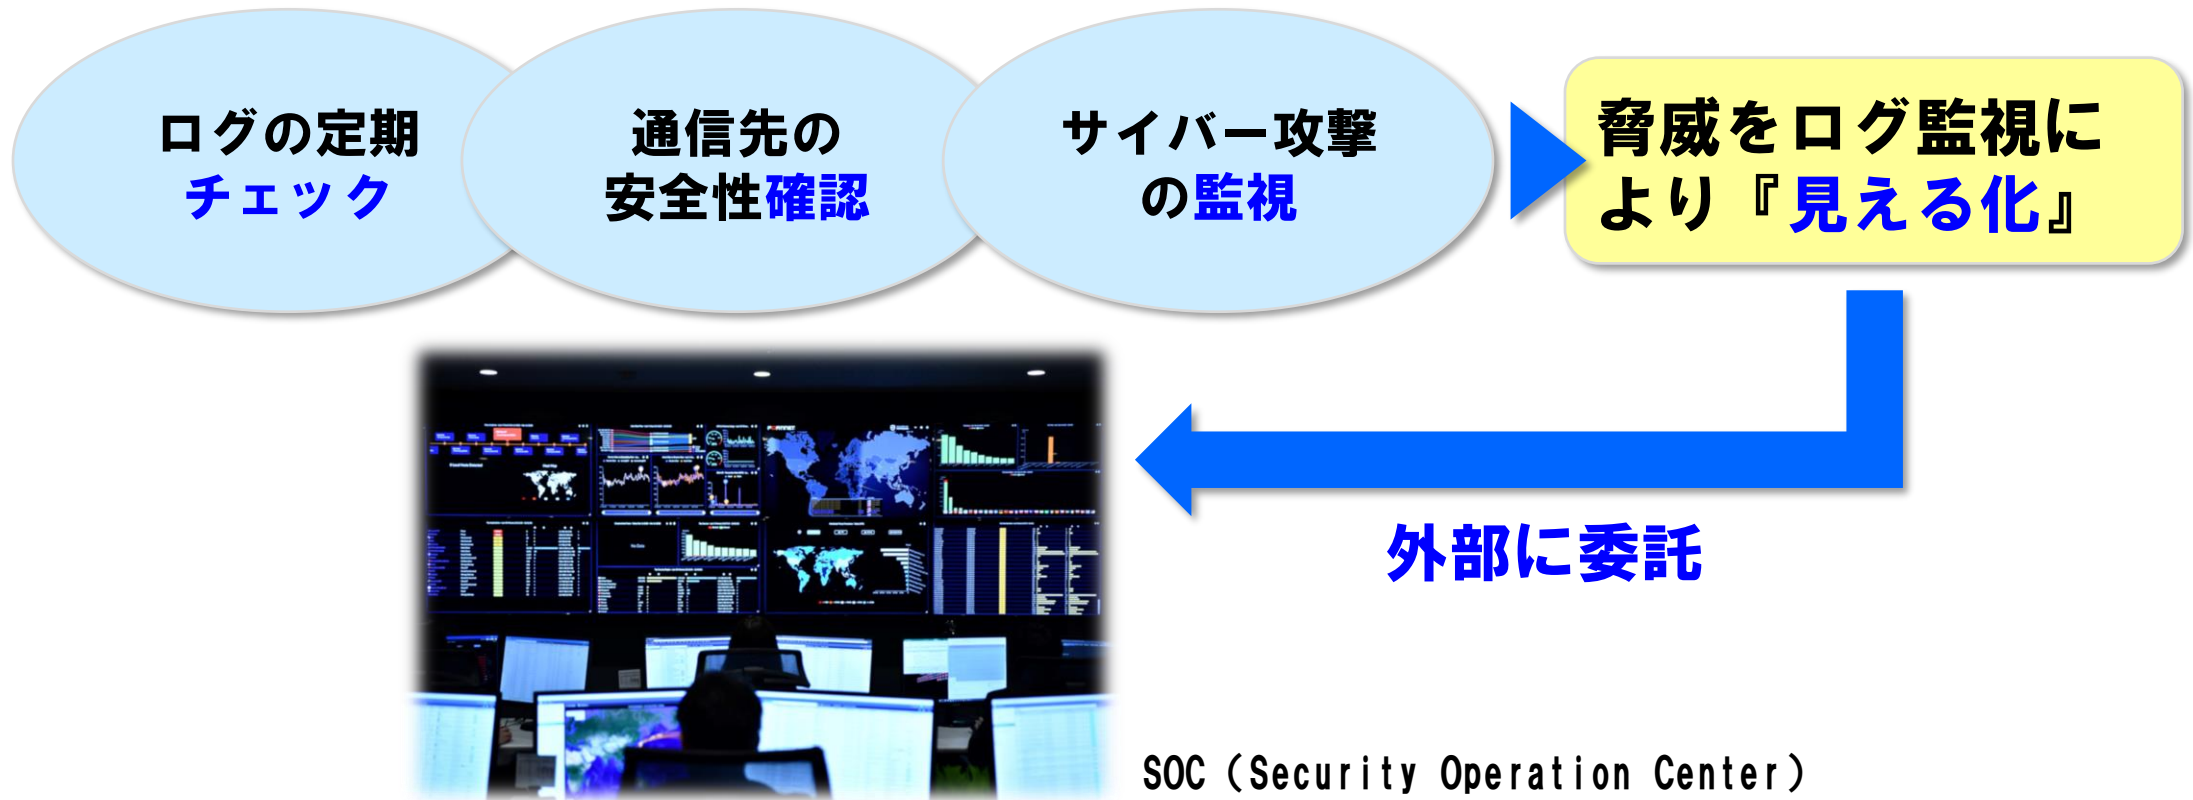 ログの定期
チェック
通信先の
安全性確認
サイバー攻撃
の監視
脅威をログ監視に
より『見える化』
外部に委託
FORTINET
SOC（Security Operation Center）